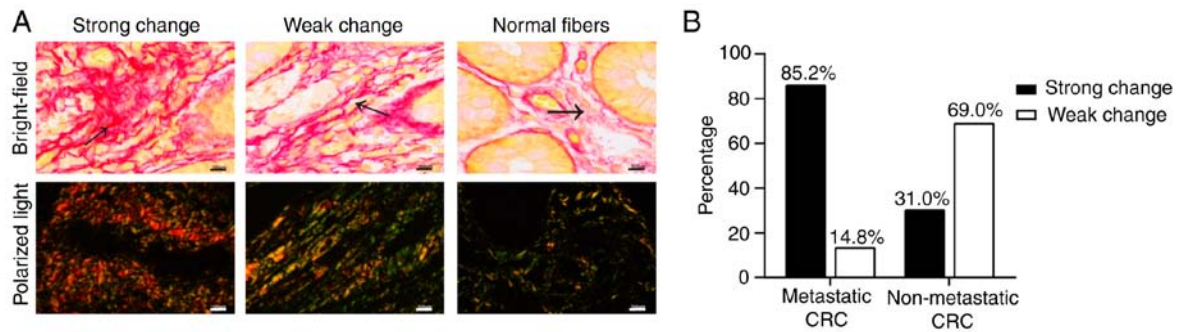 A
Strong change
Weak change
Normal fibers
Bright-field
Polarized light
B
100
80
60
40
20
0
Percentage
85.2%
14.8%
31.0%
69.0%
Metastatic
CRC
Non-metastatic
CRC
Strong change
Weak change